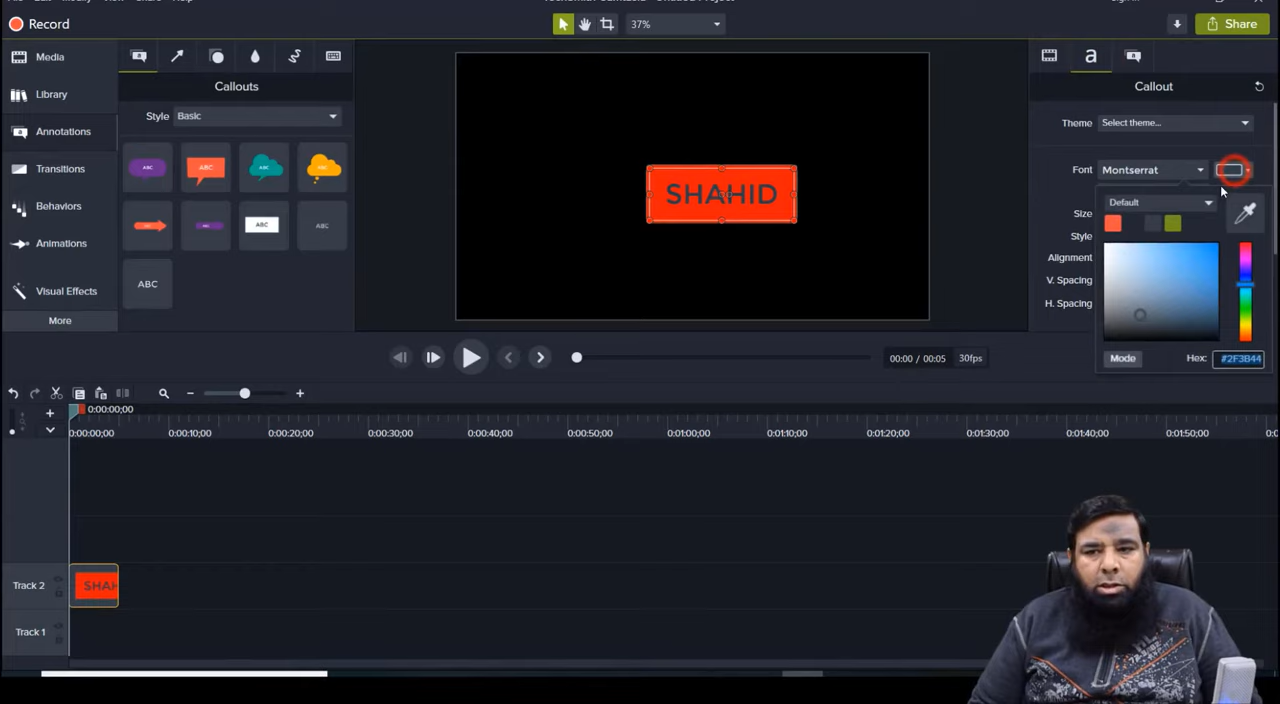 Record
37%
Share
Media
Library
Annotations
Transitions
Behaviors
Animations
Visual Effects
More
Callouts
Style Basic
ABC
ABC
ABC
ABC
ABC
ABC
ABC
ABC
SHAHID
Callout
Theme Select theme...
Font Montserrat
Default
Size
Style
Alignment
V. Spacing
H. Spacing
Mode Hex: #2F3B44
00:00 / 00:05 30fps
0:00:00;00
0:00:00;00 0:00:10;00 0:00:20;00 0:00:30;00 0:00:40;00 0:00:50;00 0:01:00;00 0:01:10;00 0:01:20;00 0:01:30;00 0:01:40;00 0:01:50;00
Track 2 SHAH
Track 1